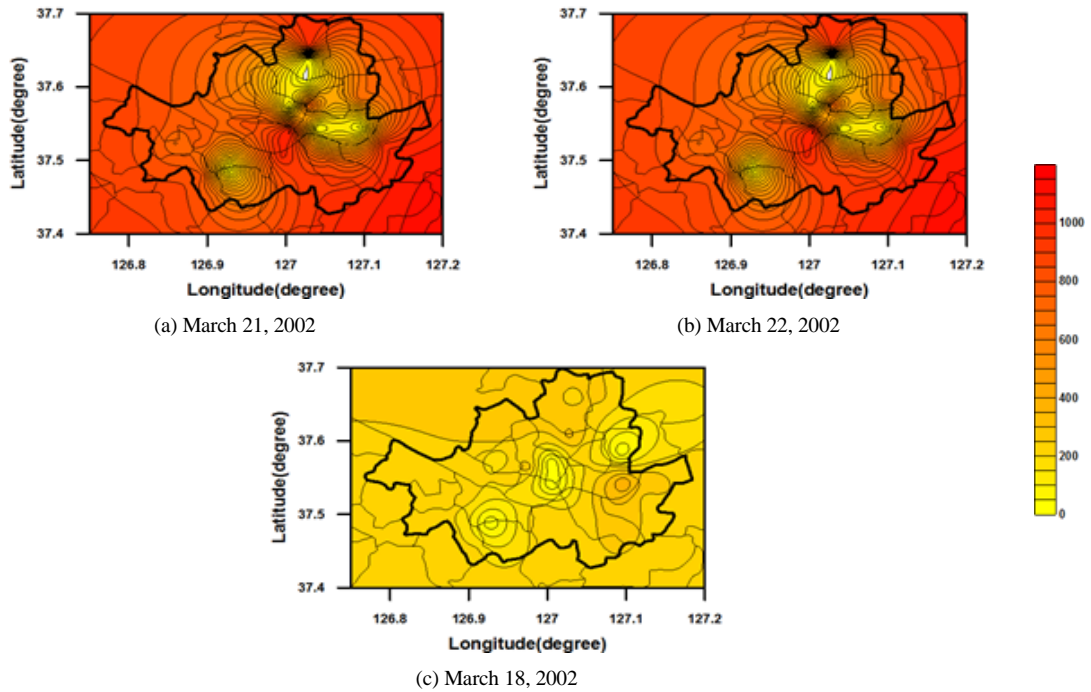 37.7
37.6
37.5
37.4
Latitude(degree)
126.8 126.9 127 127.1 127.2
Longitude(degree)
(a) March 21, 2002
37.7
37.6
37.5
37.4
Latitude(degree)
126.8 126.9 127 127.1 127.2
Longitude(degree)
(b) March 22, 2002
1000
800
600
400
200
0
37.7
37.6
37.5
37.4
Latitude(degree)
126.8 126.9 127 127.1 127.2
Longitude(degree)
(c) March 18, 2002